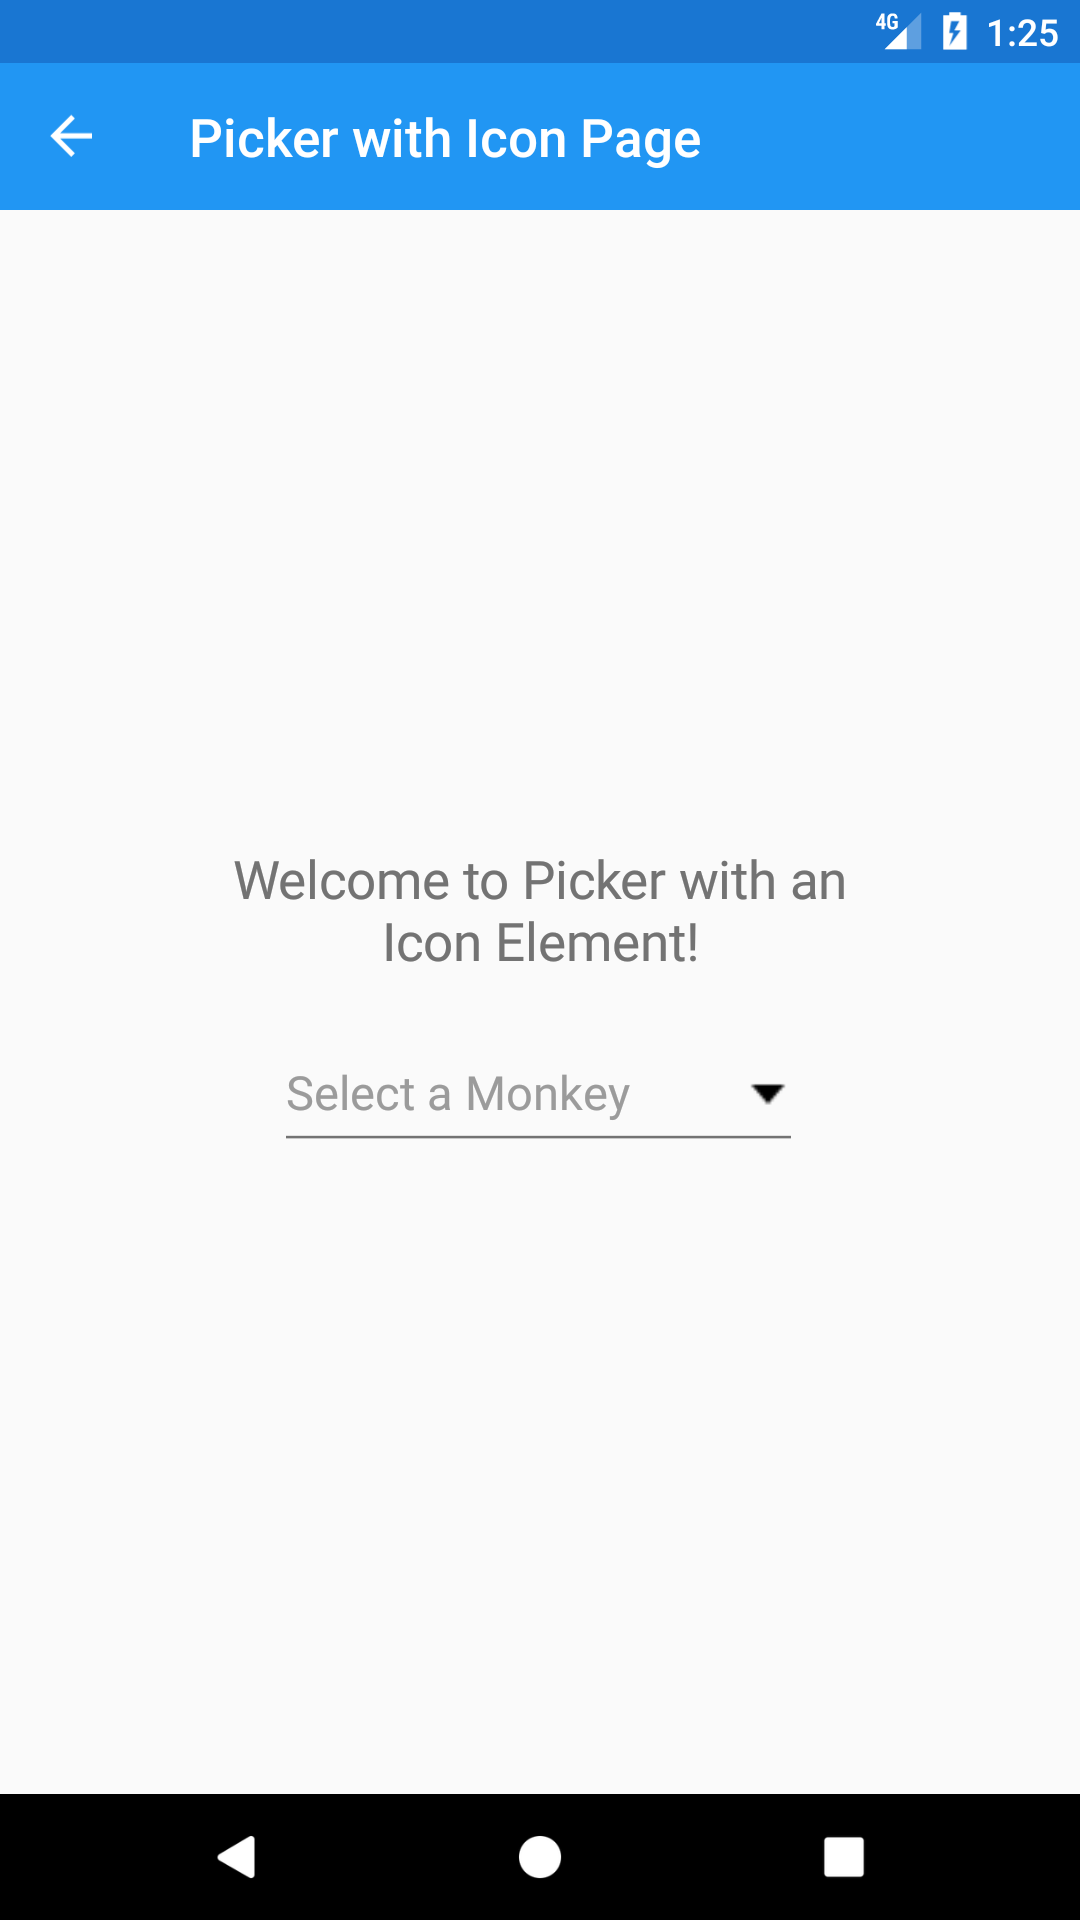 4G 1:25
Picker with Icon Page
Welcome to Picker with an
Icon Element!
Select a Monkey